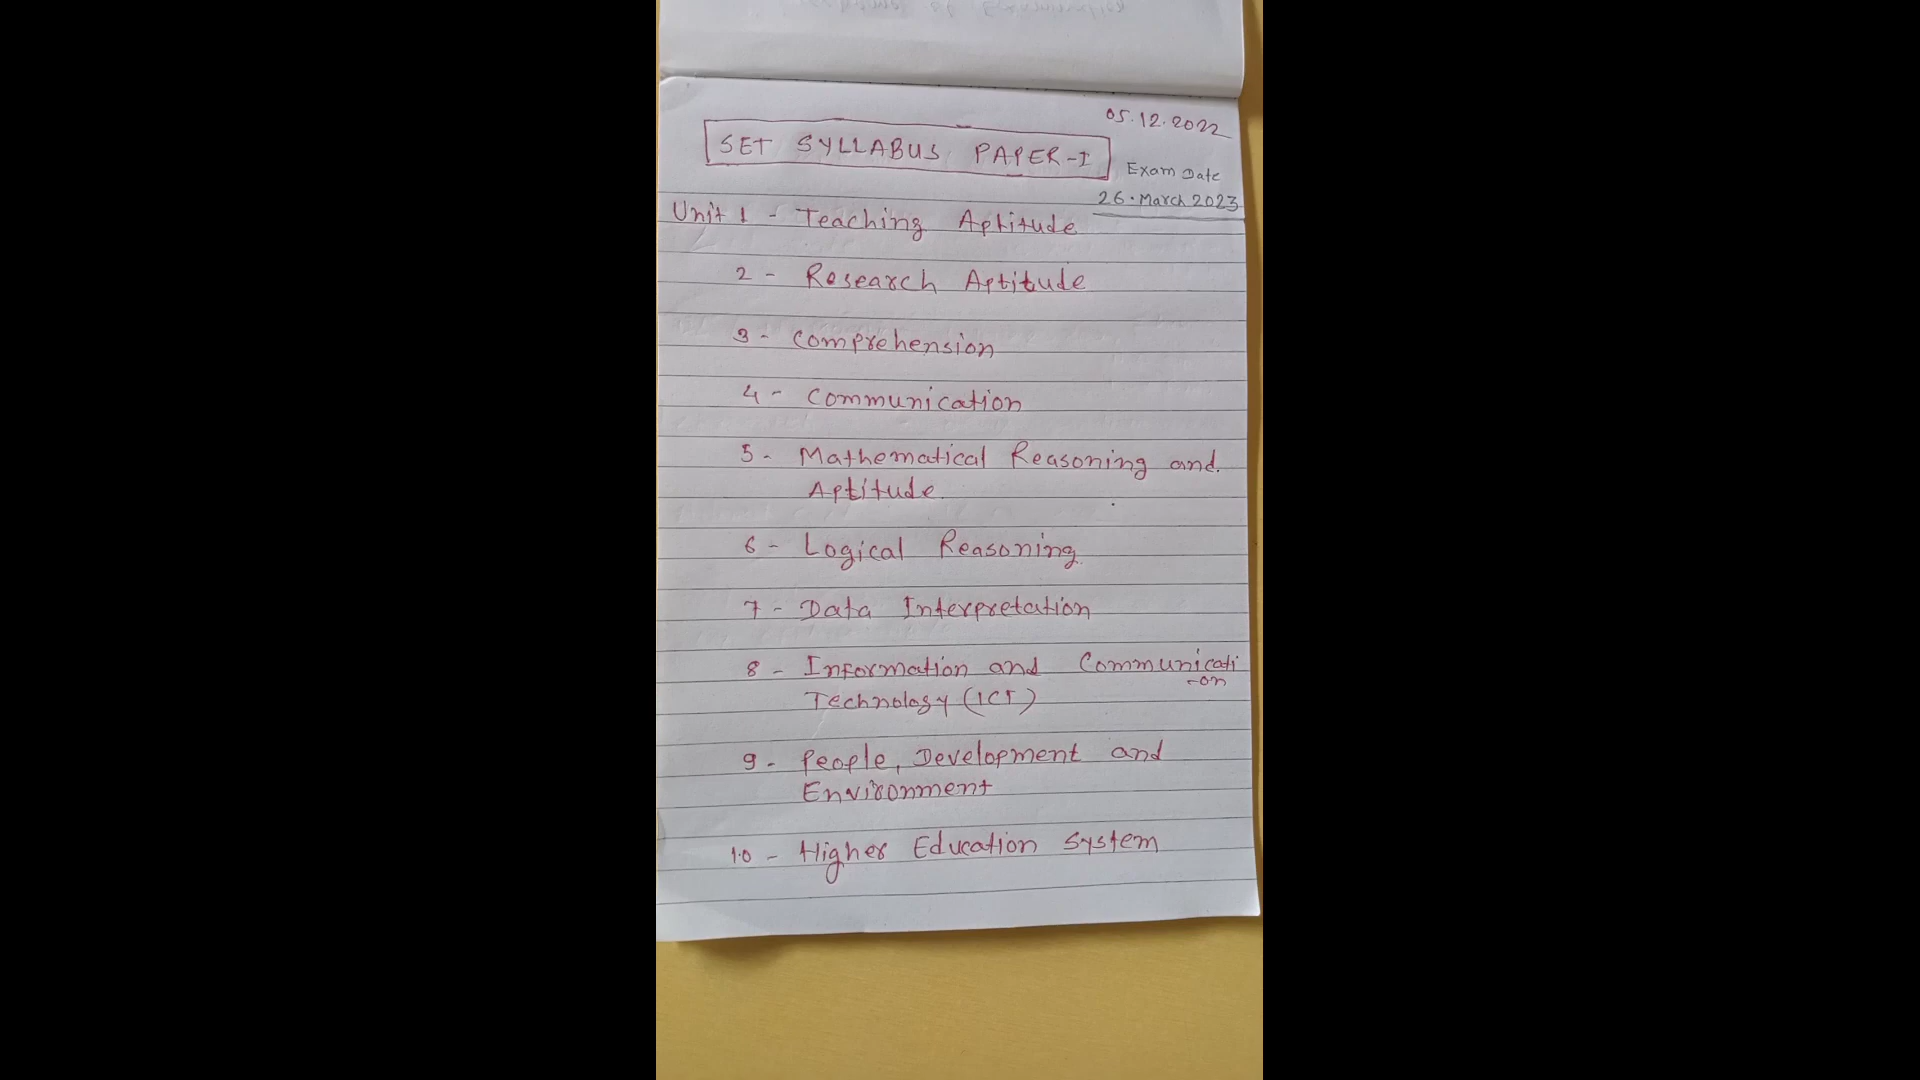 05.12.2022
SET SYLLABUS PAPER-I
Exam Date
26.March 2023
Unit 1 - Teaching Aptitude
2 - Research Aptitude
3 - Comprehension
4 - Communication
5 - Mathematical Reasoning and
Aptitude
6 - Logical Reasoning
7 - Data Interpretation
8 - Information and Communicati
-on
Technology (ICT)
9 - People, Development and
Environment
10 - Higher Education System